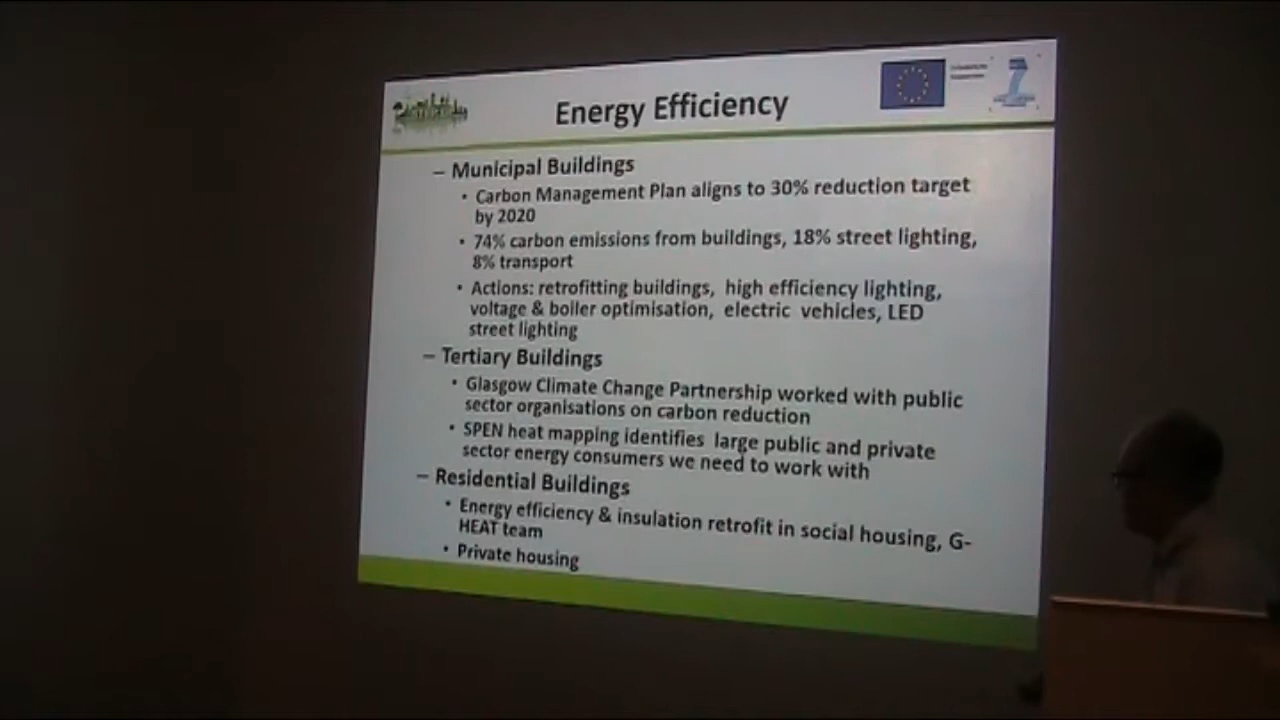 Energy Efficiency
– Municipal Buildings
• Carbon Management Plan aligns to 30% reduction target
by 2020
• 74% carbon emissions from buildings, 18% street lighting,
8% transport
• Actions: retrofitting buildings, high efficiency lighting,
voltage & boiler optimisation, electric vehicles, LED
street lighting
– Tertiary Buildings
• Glasgow Climate Change Partnership worked with public
sector organisations on carbon reduction
• SPEN heat mapping identifies large public and private
sector energy consumers we need to work with
– Residential Buildings
• Energy efficiency & insulation retrofit in social housing, G-
HEAT team
• Private housing